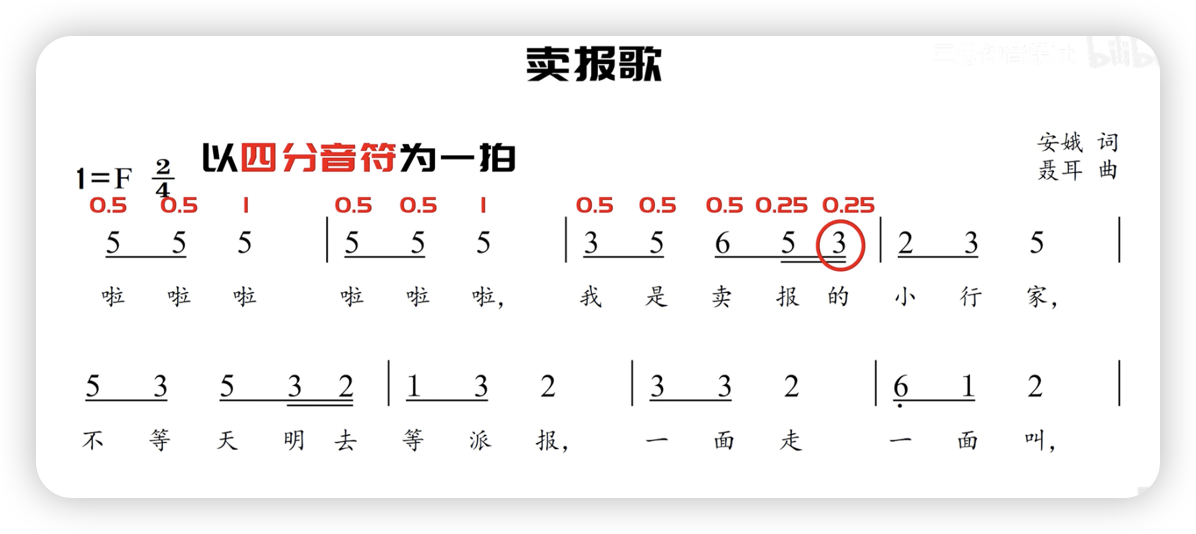 卖报歌
以四分音符为一拍
安娥 词
1=F 2/4
聂耳 曲
0.5 0.5 1 0.5 0.5 1 0.5 0.5 0.5 0.25 0.25
5 5 5 | 5 5 5 | 3 5 6 5 3 | 2 3 5 |
啦 啦 啦 啦 啦 啦, 我 是 卖 报 的 小 行 家,
5 3 5 3 2 | 1 3 2 | 3 3 2 | 6̣ 1 2 |
不 等 天 明 去 等 派 报, 一 面 走 一 面 叫,